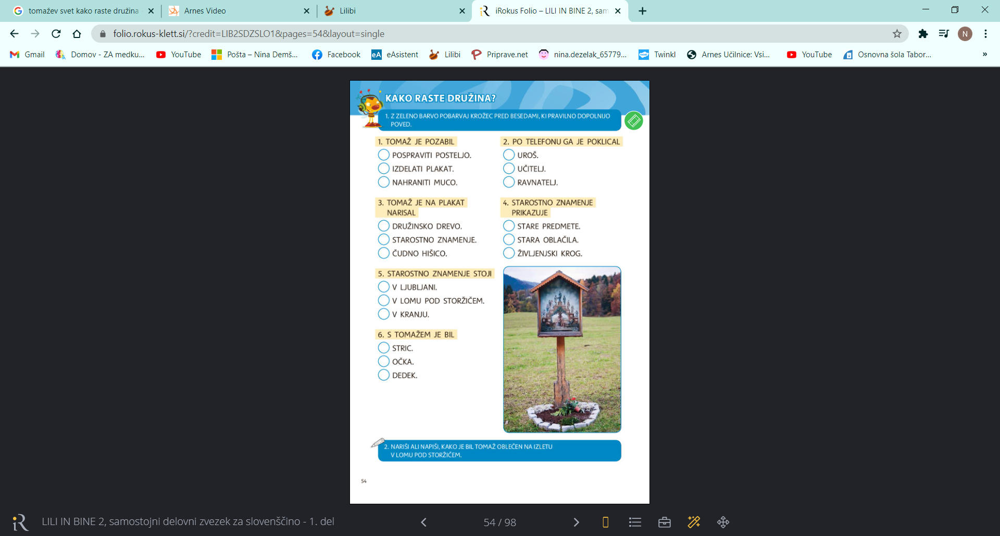 tomažev svet kako raste družina
Arnes Video
Lilibi
iRokus Folio – LILI IN BINE 2, sam
folio.rokus-klett.si/?credit=LIB2SDZSLO1&pages=54&layout=single
N
Gmail
Domov - ZA medku...
YouTube
Pošta – Nina Demš...
Facebook
eA eAsistent
Lilibi
Priprave.net
nina.dezelak_65779...
Twinkl
Arnes Učilnice: Vsi...
YouTube
Osnovna šola Tabor...
»
KAKO RASTE DRUŽINA?
1. Z ZELENO BARVO POBARVAJ KROŽEC PRED BESEDAMI, KI PRAVILNO DOPOLNIJO
POVED.
1. TOMAŽ JE POZABIL
POSPRAVITI POSTELJO.
IZDELATI PLAKAT.
NAHRANITI MUCO.
2. PO TELEFONU GA JE POKLICAL
UROŠ.
UČITELJ.
RAVNATELJ.
3. TOMAŽ JE NA PLAKAT
NARISAL
DRUŽINSKO DREVO.
STAROSTNO ZNAMENJE.
ČUDNO HIŠICO.
4. STAROSTNO ZNAMENJE
PRIKAZUJE
STARE PREDMETE.
STARA OBLAČILA.
ŽIVLJENJSKI KROG.
5. STAROSTNO ZNAMENJE STOJI
V LJUBLJANI.
V LOMU POD STORŽIČEM.
V KRANJU.
6. S TOMAŽEM JE BIL
STRIC.
OČKA.
DEDEK.
2. NARIŠI ALI NAPIŠI, KAKO JE BIL TOMAŽ OBLEČEN NA IZLETU
V LOMU POD STORŽIČEM.
54
iR
LILI IN BINE 2, samostojni delovni zvezek za slovenščino - 1. del
54 / 98